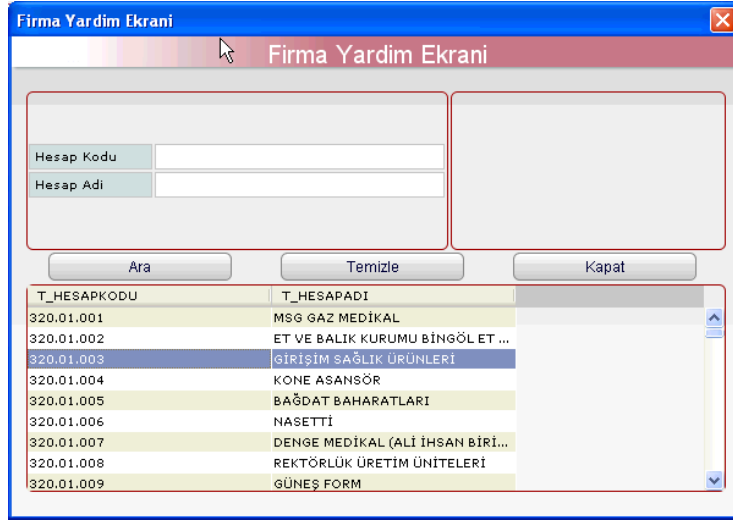 Firma Yardim Ekrani
Firma Yardim Ekrani
Hesap Kodu
Hesap Adi
Ara Temizle Kapat
T_HESAPKODU T_HESAPADI
320.01.001 MSG GAZ MEDİKAL
320.01.002 ET VE BALIK KURUMU BİNGÖL ET ...
320.01.003 GİRİŞİM SAĞLIK ÜRÜNLERİ
320.01.004 KONE ASANSÖR
320.01.005 BAĞDAT BAHARATLARI
320.01.006 NASETTİ
320.01.007 DENGE MEDİKAL (ALİ İHSAN BİRİ...
320.01.008 REKTÖRLÜK ÜRETİM ÜNİTELERİ
320.01.009 GÜNEŞ FORM